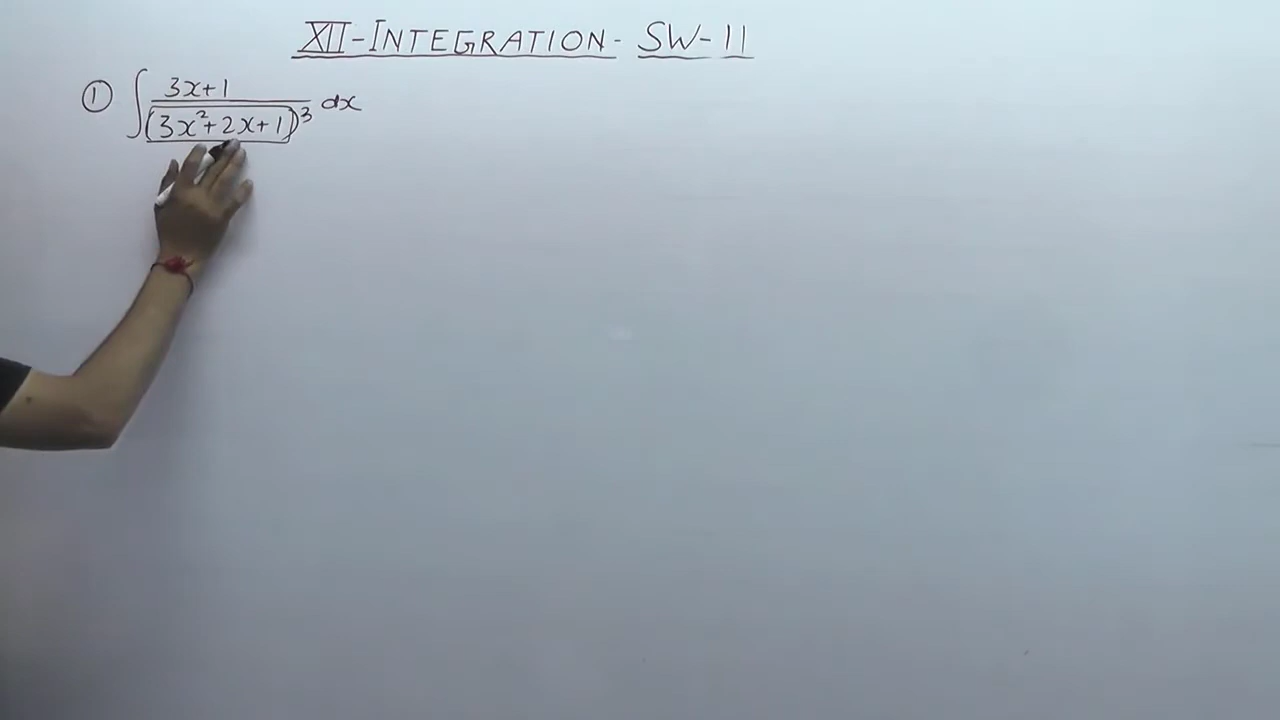 XII-INTEGRATION- SW-11
① ∫ (3x+1)/(3x²+2x+1)³ dx